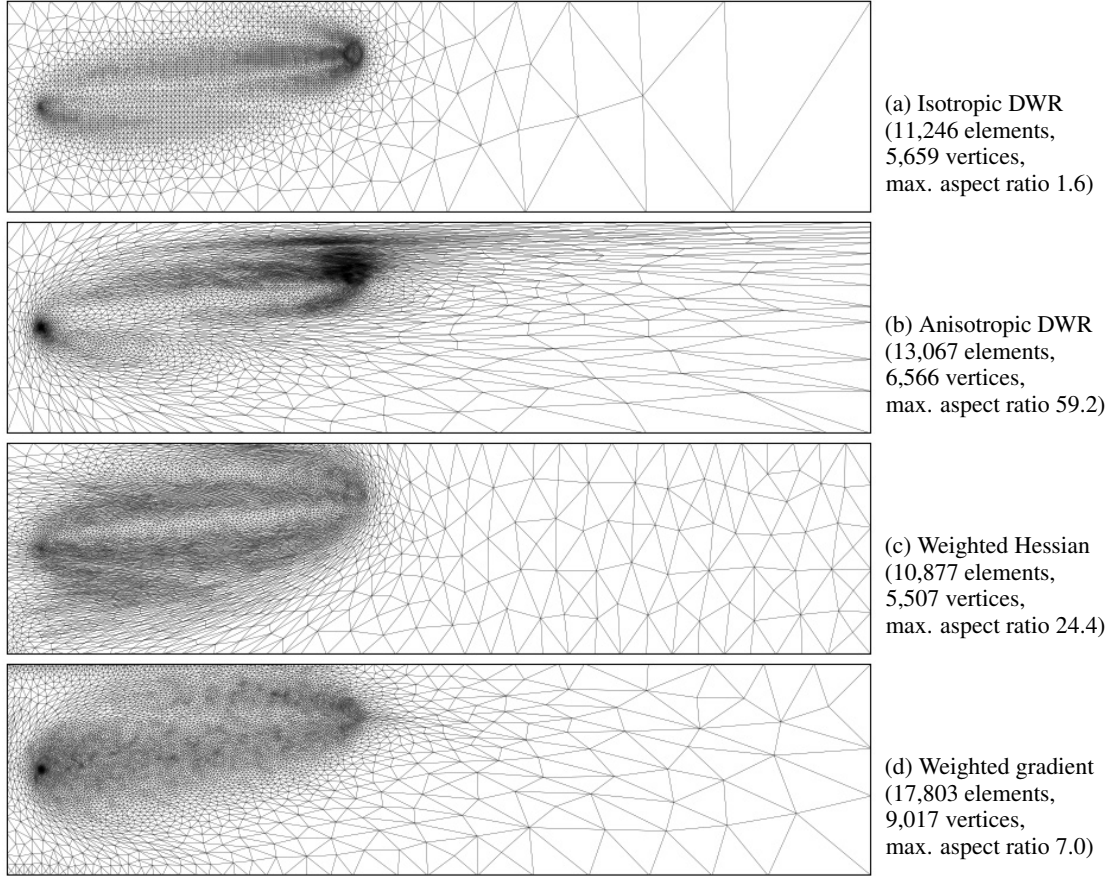 (a) Isotropic DWR
(11,246 elements,
5,659 vertices,
max. aspect ratio 1.6)
(b) Anisotropic DWR
(13,067 elements,
6,566 vertices,
max. aspect ratio 59.2)
(c) Weighted Hessian
(10,877 elements,
5,507 vertices,
max. aspect ratio 24.4)
(d) Weighted gradient
(17,803 elements,
9,017 vertices,
max. aspect ratio 7.0)